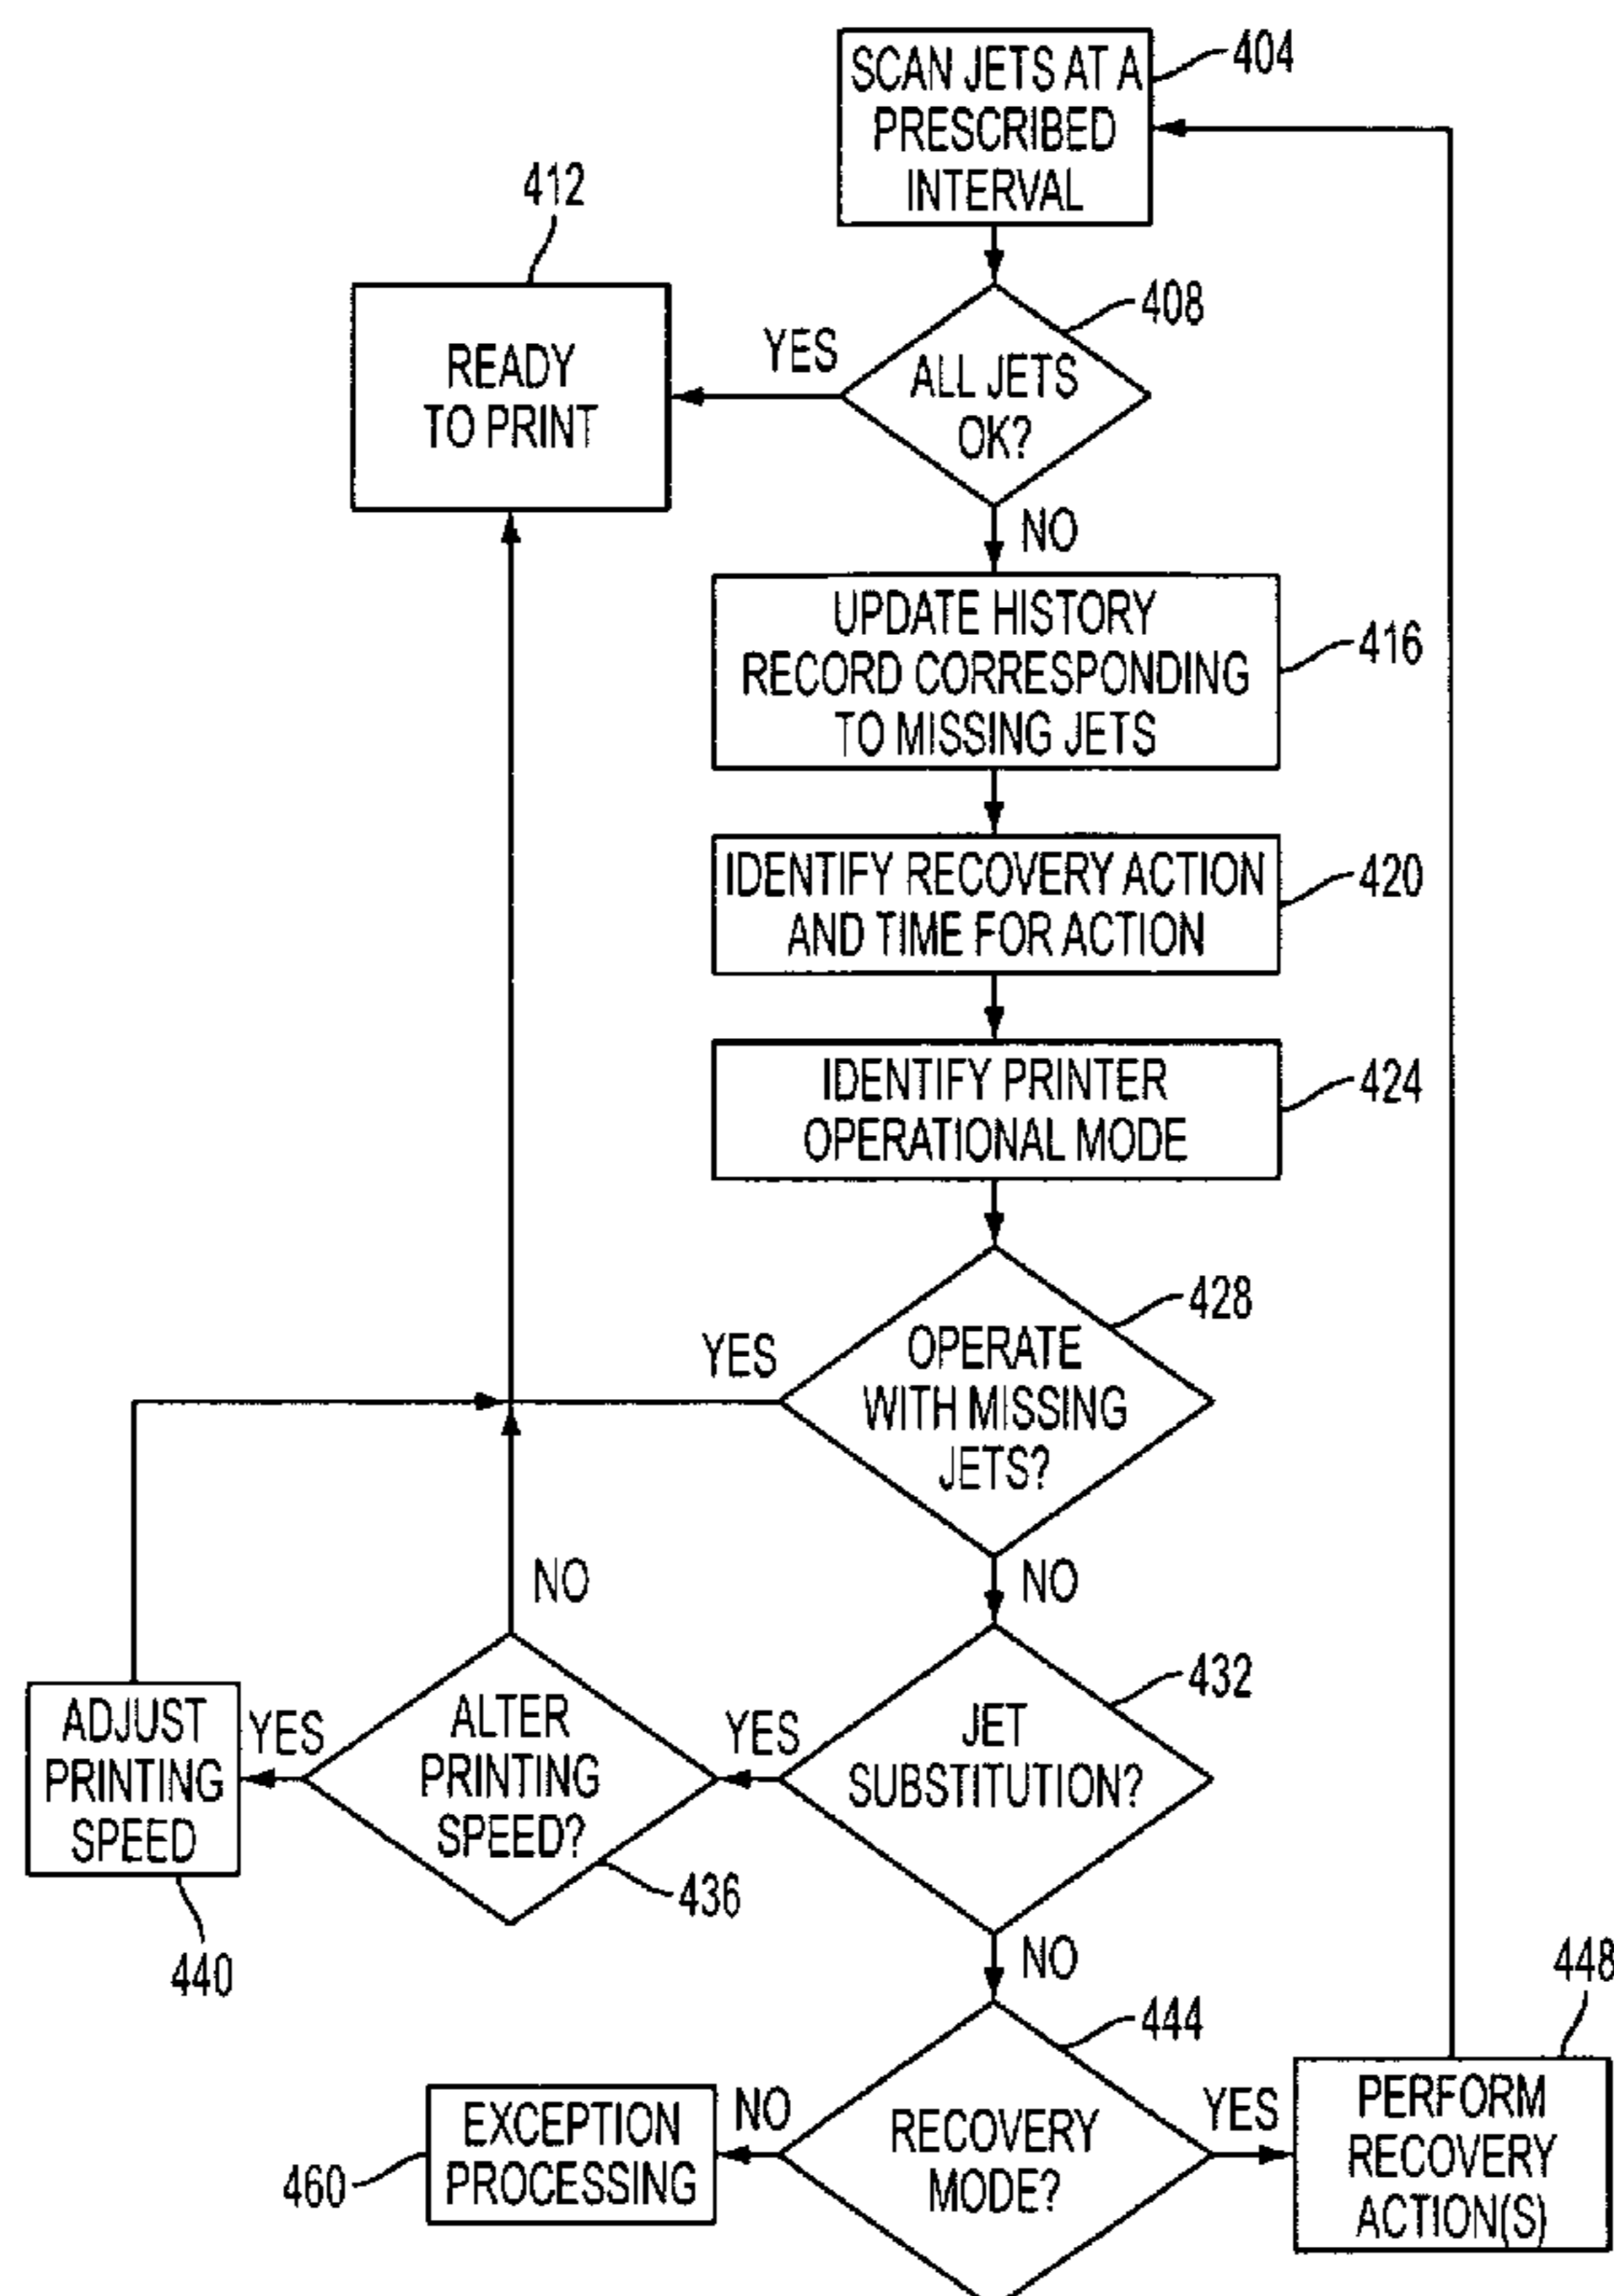 SCAN JETS AT A
PRESCRIBED
INTERVAL
404
412
READY
TO PRINT
YES
408
ALL JETS
OK?
NO
UPDATE HISTORY
RECORD CORRESPONDING
TO MISSING JETS
416
IDENTIFY RECOVERY ACTION
AND TIME FOR ACTION
420
IDENTIFY PRINTER
OPERATIONAL MODE
424
428
YES
OPERATE
WITH MISSING
JETS?
NO
NO
432
JET
SUBSTITUTION?
YES
ALTER
PRINTING
SPEED?
436
YES
ADJUST
PRINTING
SPEED
440
NO
444
RECOVERY
MODE?
NO
EXCEPTION
PROCESSING
460
YES
448
PERFORM
RECOVERY
ACTION(S)